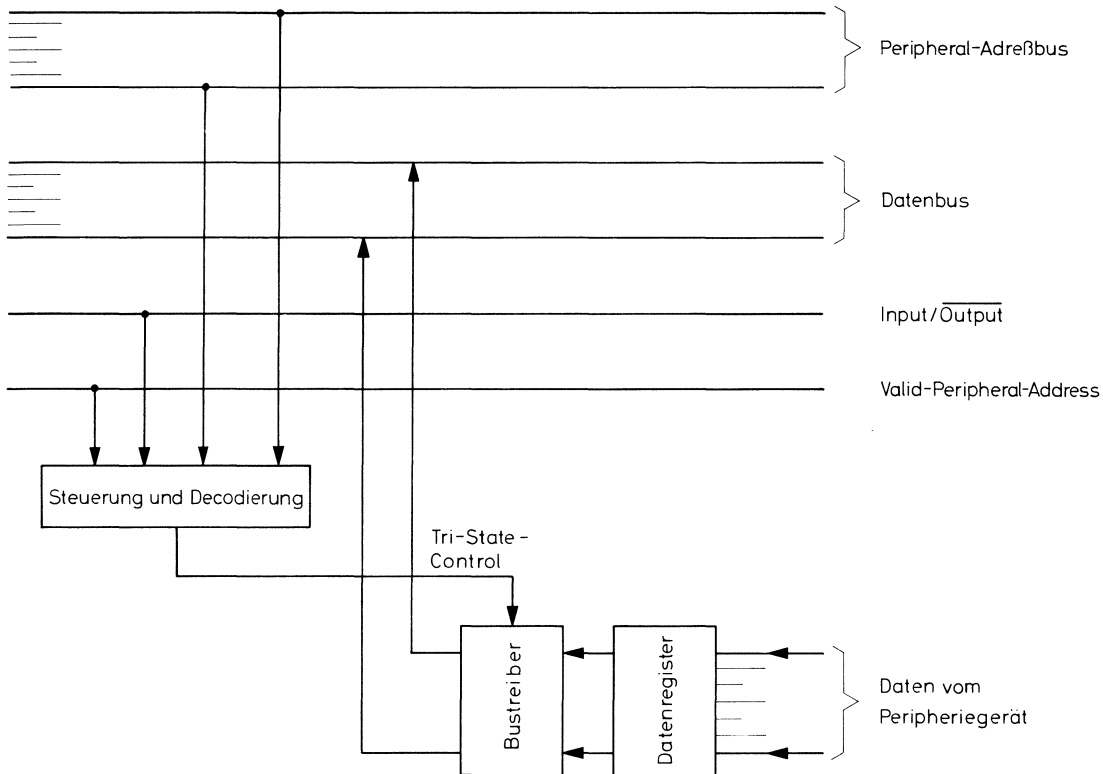 Peripheral-Adreßbus
Datenbus
Input/Output
Valid-Peripheral-Address
Steuerung und Decodierung
Tri-State-
Control
Bustreiber
Datenregister
Daten vom
Peripheriegerät